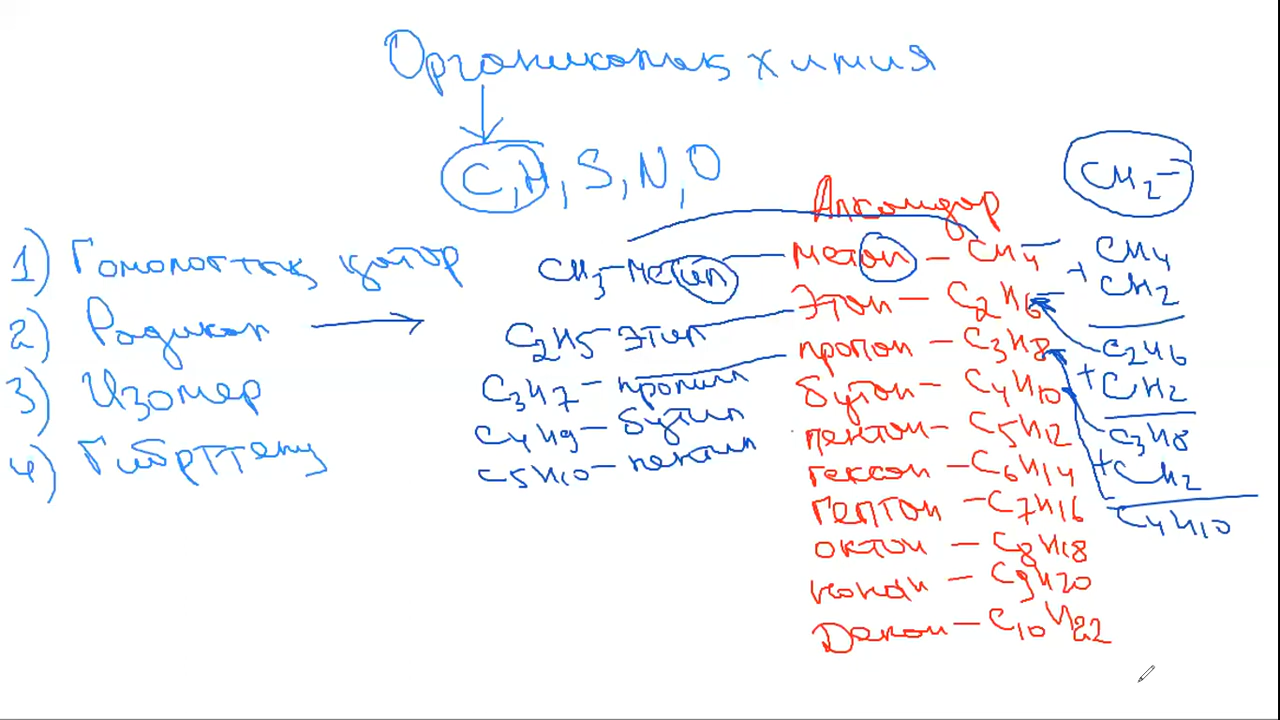 Органикалық химия
C, H, S, N, O
CH2-
Алкандар
1) Гомологтық қатар
2) Радикал
3) Изомер
4) Гибрттену
CH3-метил
C2H5-этил
C3H7-пропил
C4H9-бутил
C5H10-пентил
метан - CH4
Этан - C2H6
пропан - C3H8
бутан - C4H10
пентан - C5H12
гексан - C6H14
гептан - C7H16
октан - C8H18
нонан - C9H20
Декан - C10H22
CH4
+ CH2
C2H6
+ CH2
C3H8
+ CH2
C4H10